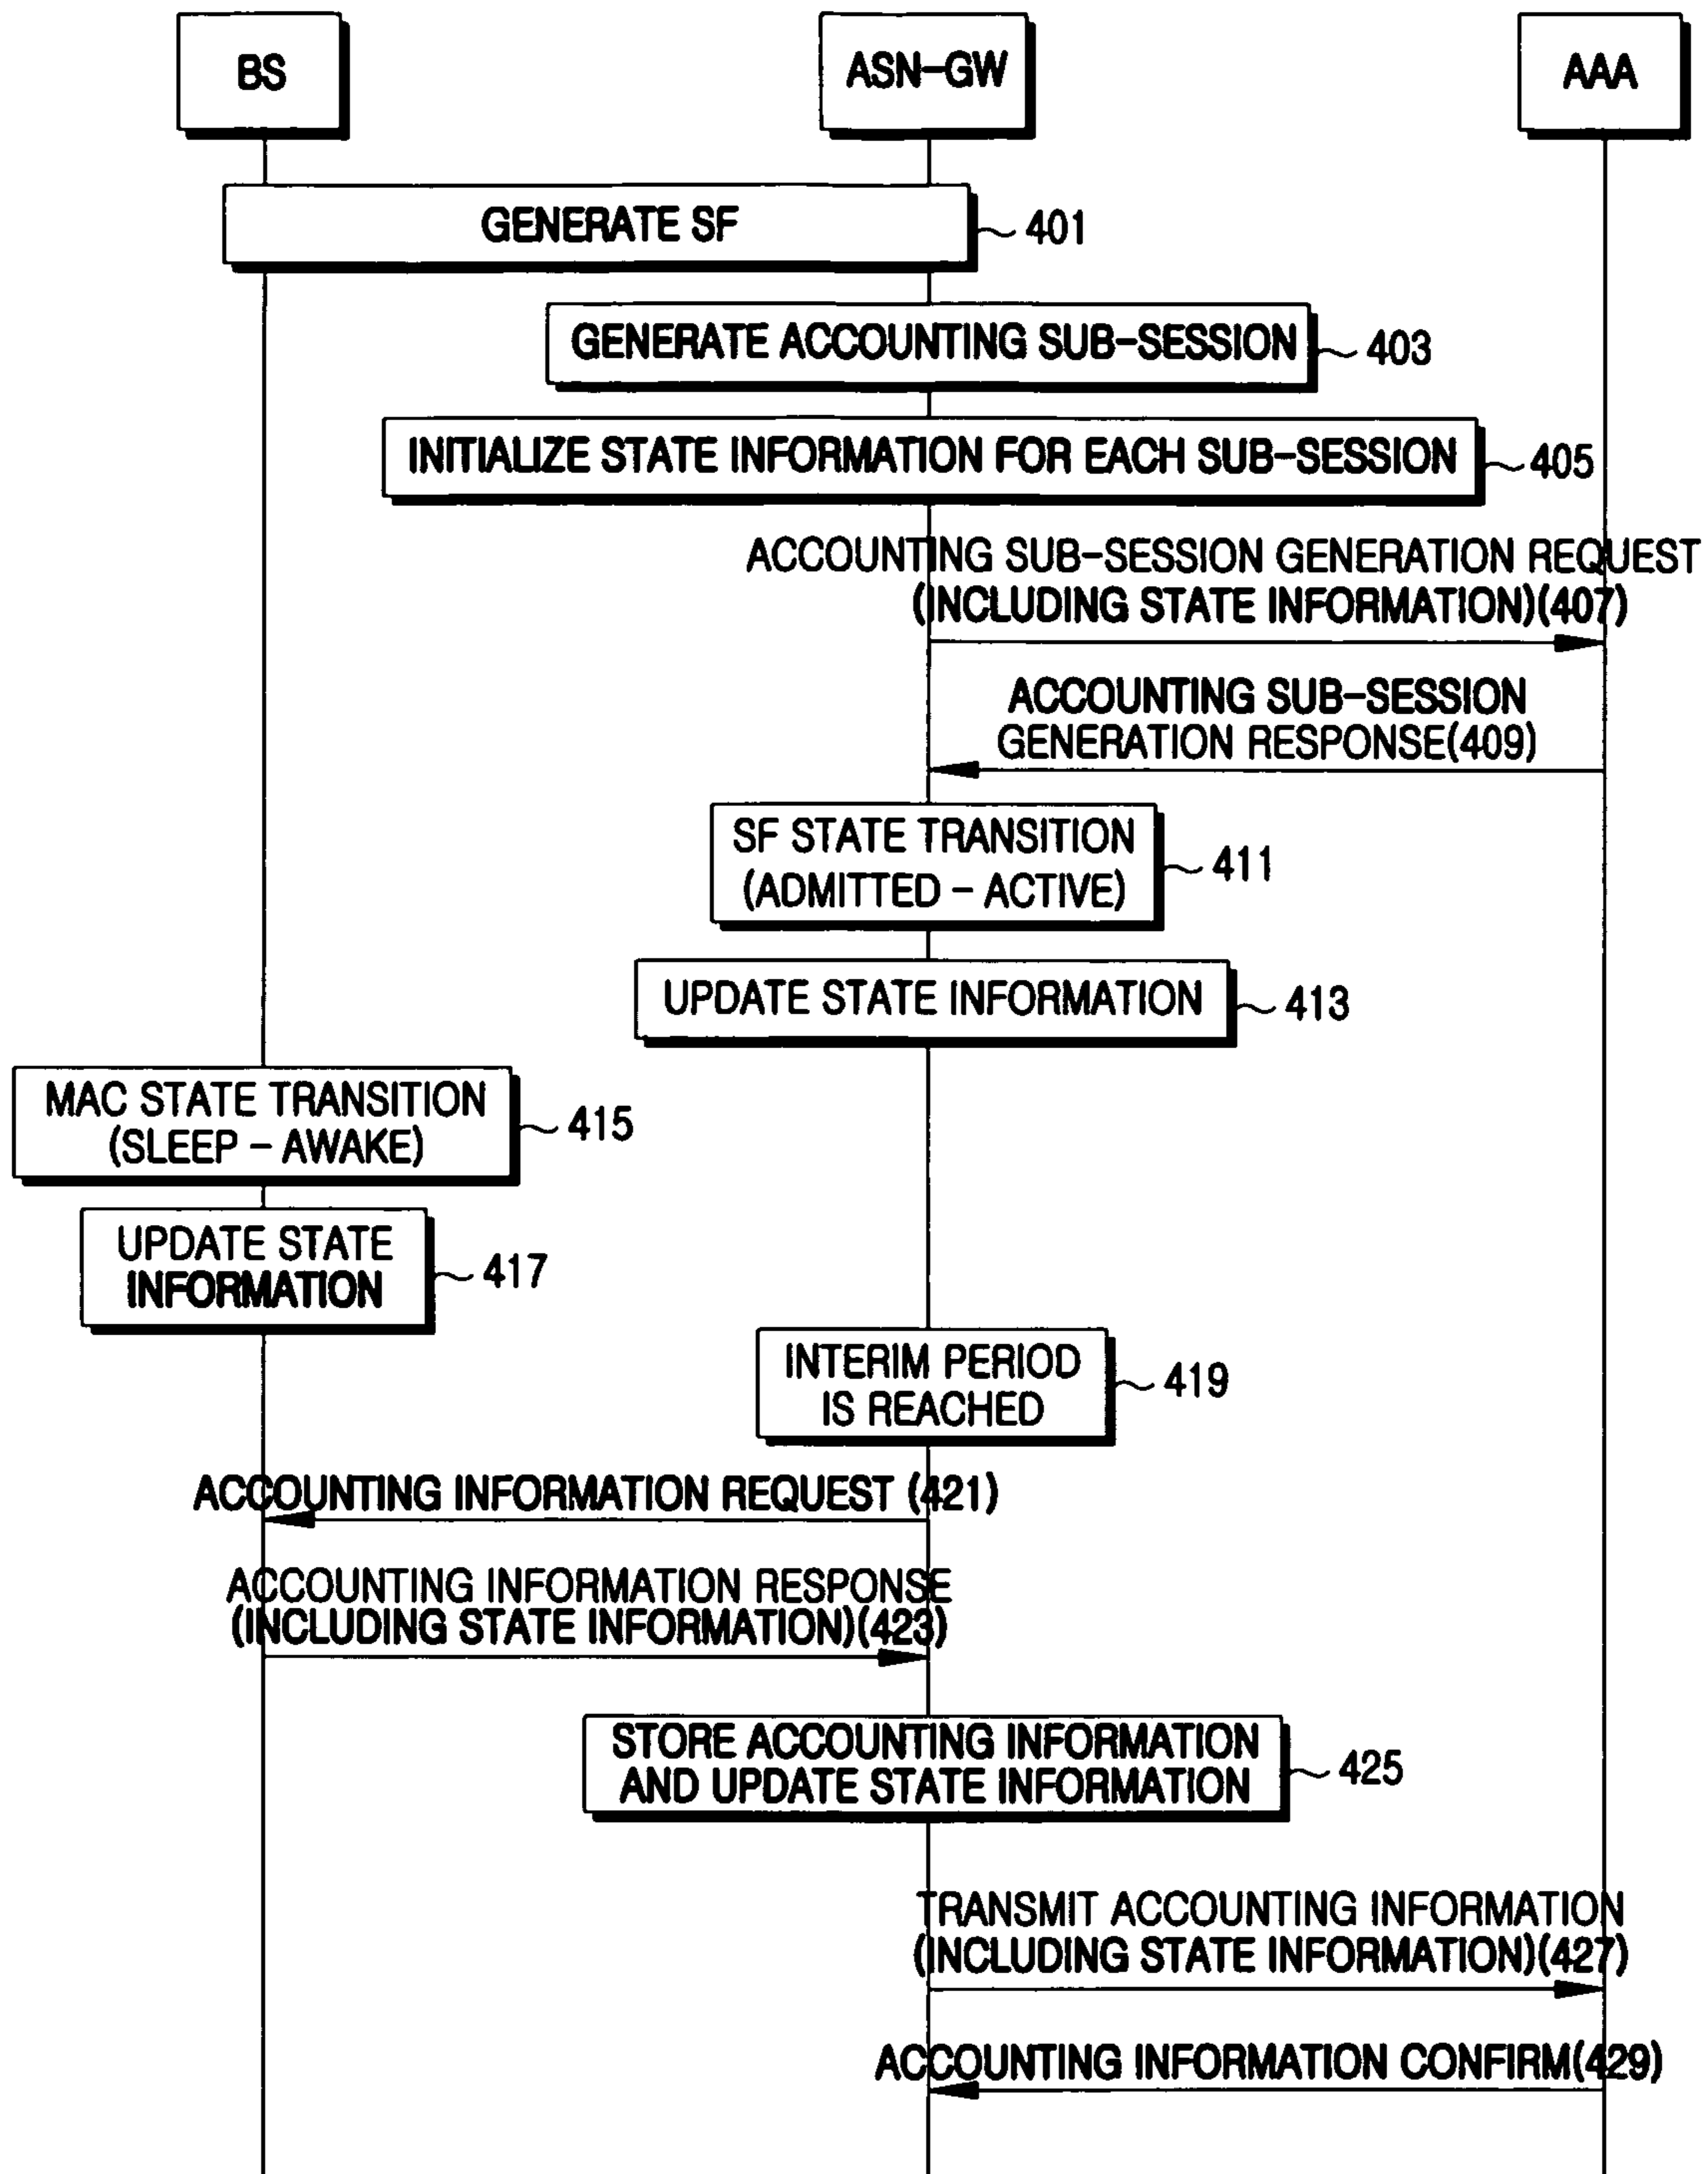 BS
ASN-GW
AAA
GENERATE SF
401
GENERATE ACCOUNTING SUB-SESSION
403
INITIALIZE STATE INFORMATION FOR EACH SUB-SESSION
405
ACCOUNTING SUB-SESSION GENERATION REQUEST
(INCLUDING STATE INFORMATION)(407)
ACCOUNTING SUB-SESSION
GENERATION RESPONSE(409)
SF STATE TRANSITION
(ADMITTED - ACTIVE)
411
UPDATE STATE INFORMATION
413
MAC STATE TRANSITION
(SLEEP - AWAKE)
415
UPDATE STATE
INFORMATION
417
INTERIM PERIOD
IS REACHED
419
ACCOUNTING INFORMATION REQUEST (421)
ACCOUNTING INFORMATION RESPONSE
(INCLUDING STATE INFORMATION)(423)
STORE ACCOUNTING INFORMATION
AND UPDATE STATE INFORMATION
425
TRANSMIT ACCOUNTING INFORMATION
(INCLUDING STATE INFORMATION)(427)
ACCOUNTING INFORMATION CONFIRM(429)